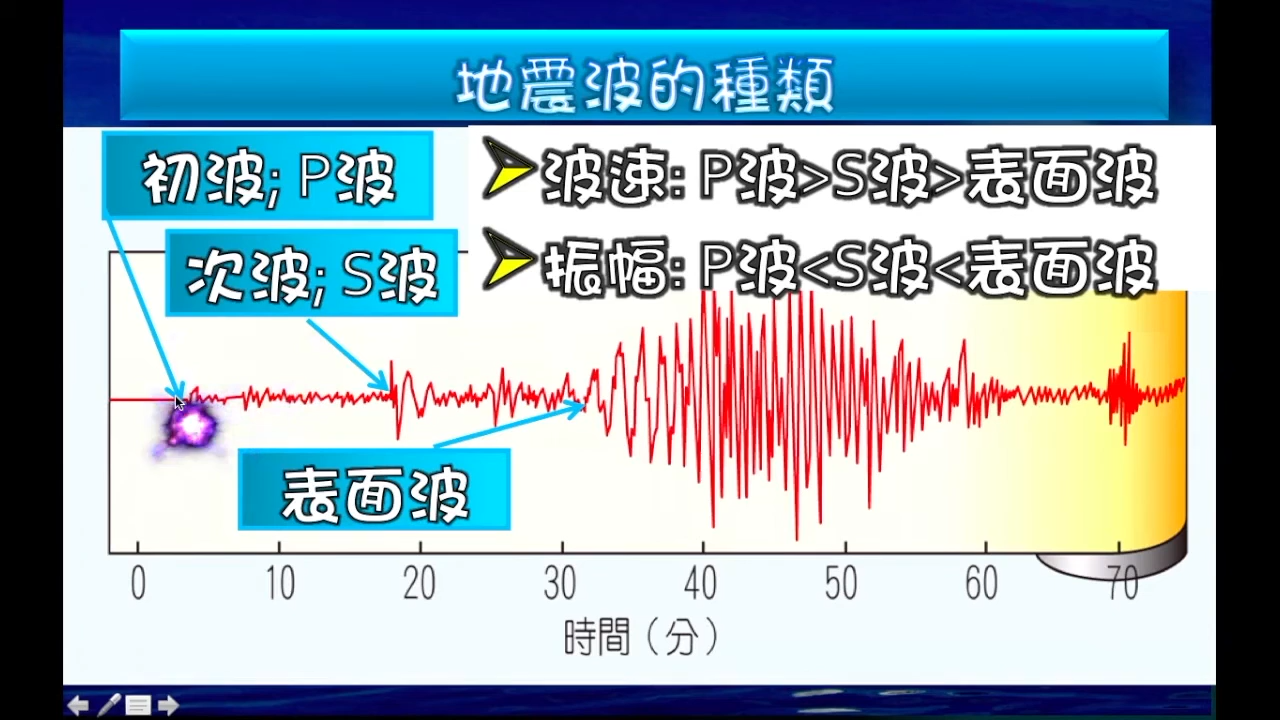 地震波的種類
初波; P波
波速: P波>S波>表面波
次波; S波
振幅: P波<S波<表面波
表面波
0 10 20 30 40 50 60 70
時間（分）